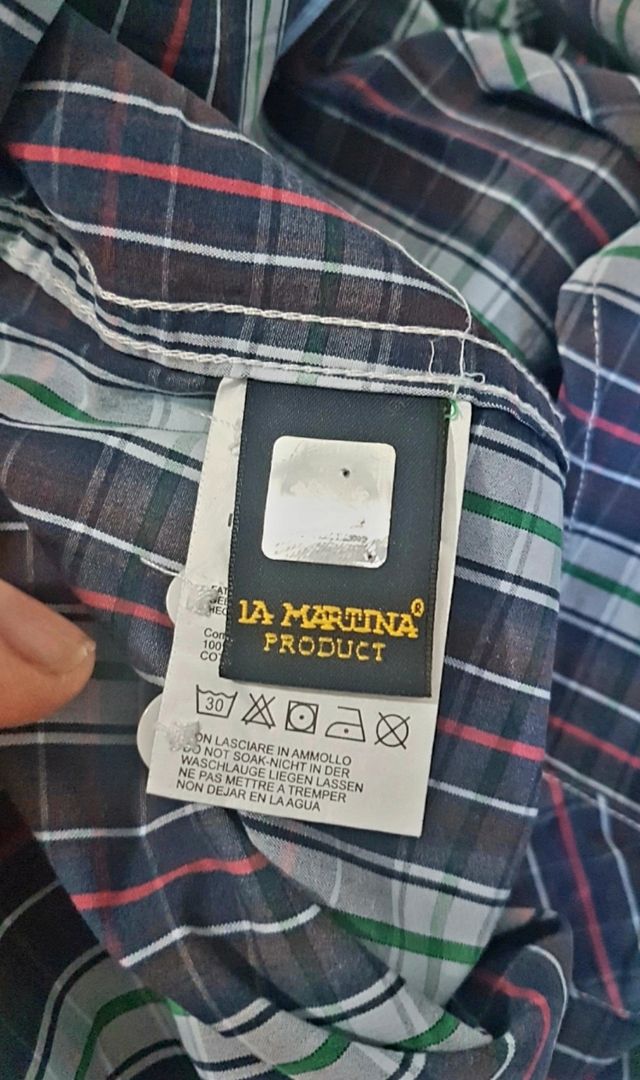 LA MARTINA®
PRODUCT
100%
30
DO NOT SOAK-NICHT IN DER
WASCHLAUGE LIEGEN LASSEN
NE PAS METTRE A TREMPER
NON DEJAR EN LA AGUA
LASCIARE IN AMMOLLO